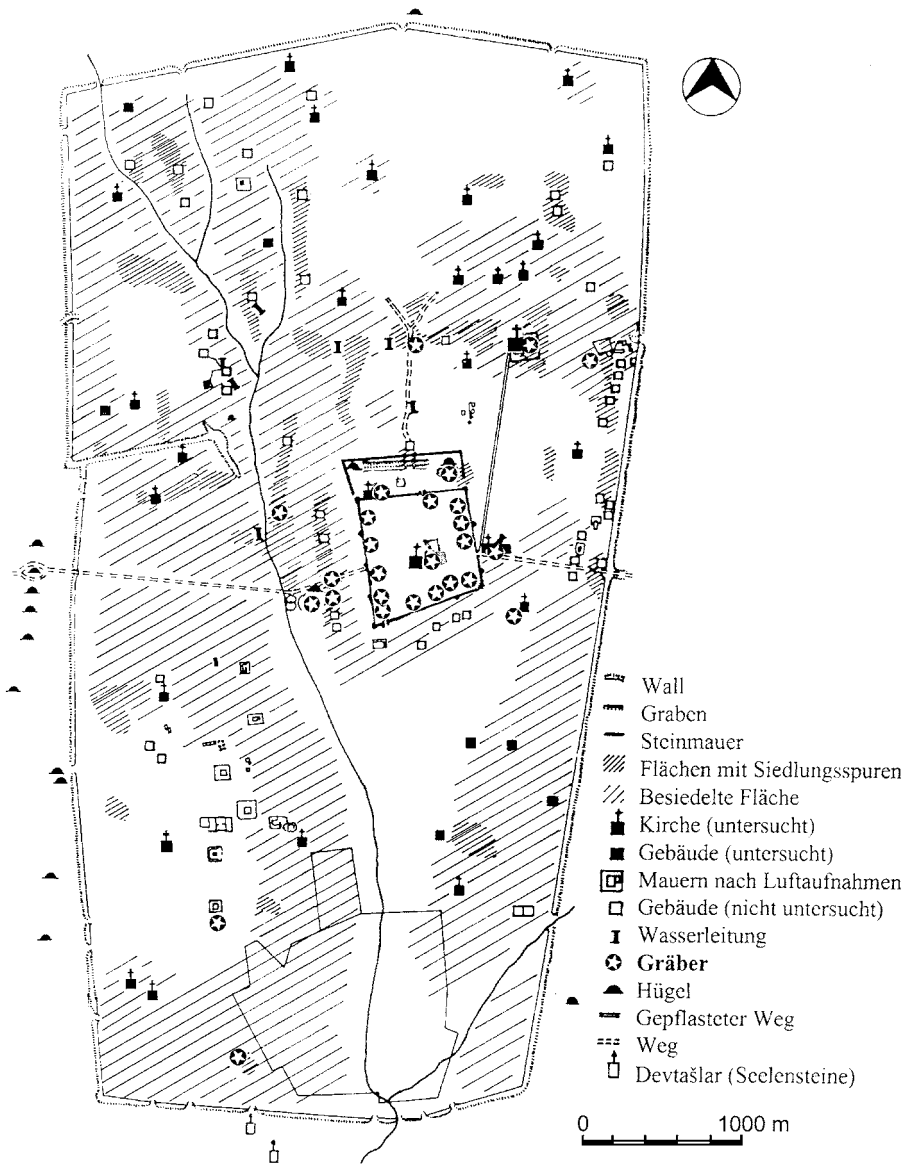 Wall
Graben
Steinmauer
Flächen mit Siedlungsspuren
Besiedelte Fläche
Kirche (untersucht)
Gebäude (untersucht)
Mauern nach Luftaufnahmen
Gebäude (nicht untersucht)
Wasserleitung
Gräber
Hügel
Gepflasteter Weg
Weg
Devtašlar (Seelensteine)
0 1000 m